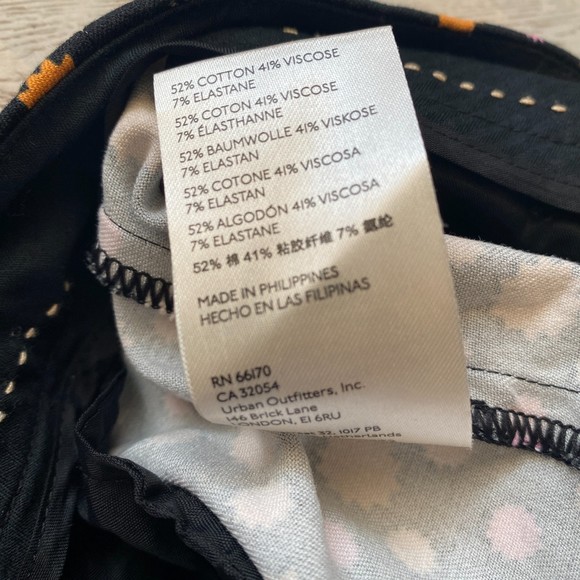 52% COTTON 41% VISCOSE
7% ELASTANE
52% COTON 41% VISCOSE
7% ÉLASTHANNE
52% BAUMWOLLE 41% VISKOSE
7% ELASTAN
52% COTONE 41% VISCOSA
7% ELASTAN
52% ALGODÓN 41% VISCOSA
7% ELASTANE
52% 棉 41% 粘胶纤维 7% 氨纶
MADE IN PHILIPPINES
HECHO EN LAS FILIPINAS
RN 66170
CA 32054
Urban Outfitters, Inc.
146 Brick Lane
LONDON, E1 6RU
32, 1017 PB